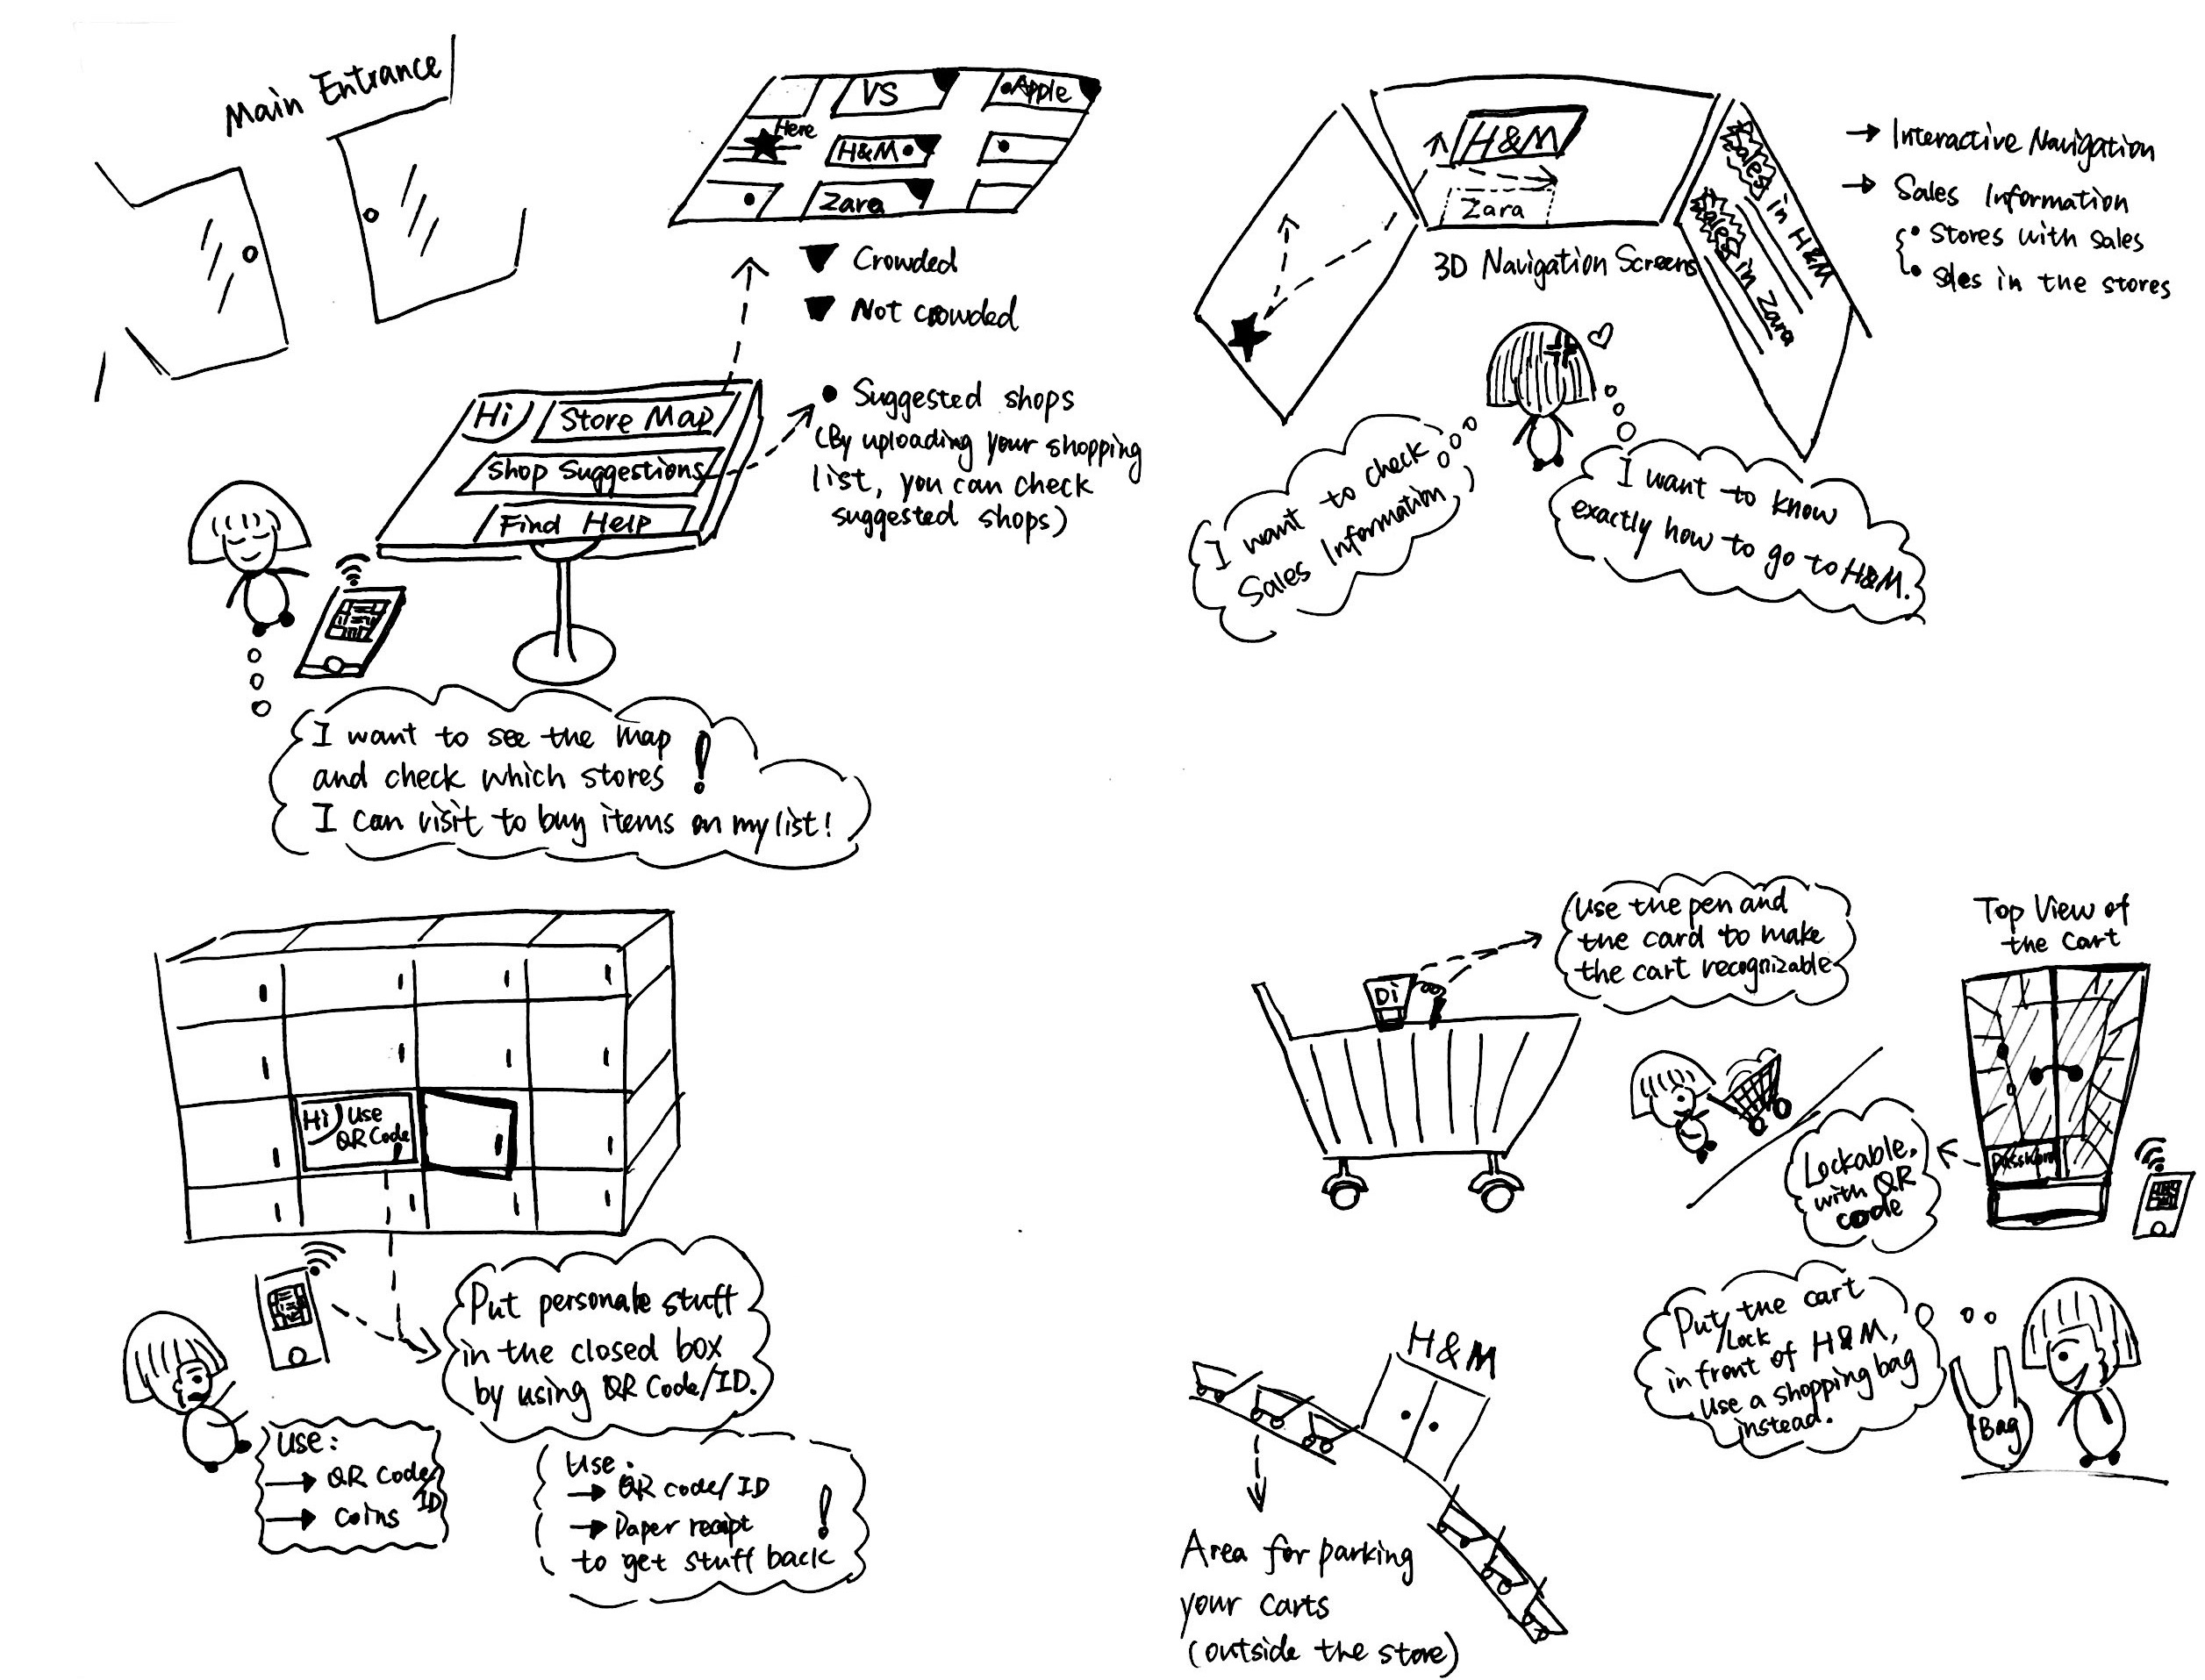 Main Entrance
VS
Apple
Here
H&M
Zara
Crowded
Not crowded
Hi
Store Map
Shop Suggestions
Find Help
Suggested shops
(By uploading your shopping
list, you can check
suggested shops)
I want to see the map
and check which stores
I can visit to buy items on my list!
H&M
Zara
Sales in H&M
Sales in Zara
3D Navigation Screens
→ Interactive Navigation
→ Sales Information
• Stores with sales
• Sales in the stores
I want to check
Sales Information
I want to know
exactly how to go to H&M.
Hi
Use
QR Code!
Put personale stuff
in the closed box
by using QR Code/ID.
Use:
→ QR Code/
ID
→ Coins
Use:
→ QR code/ID
→ Paper recipt
to get stuff back
!
Di
Use the pen and
the card to make
the cart recognizable
Top View of
the Cart
Password
Lockable.
with QR
code
Put/Lock the cart
in front of H&M,
Use a shopping bag
instead.
Bag
H&M
Area for parking
your carts
(outside the store)